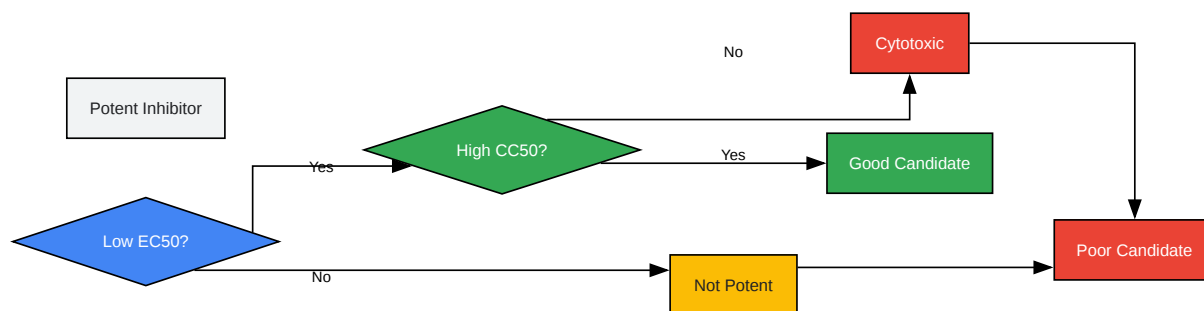 No
Cytotoxic
Potent Inhibitor
High CC50?
Yes
Good Candidate
Yes
Low EC50?
Poor Candidate
No
Not Potent